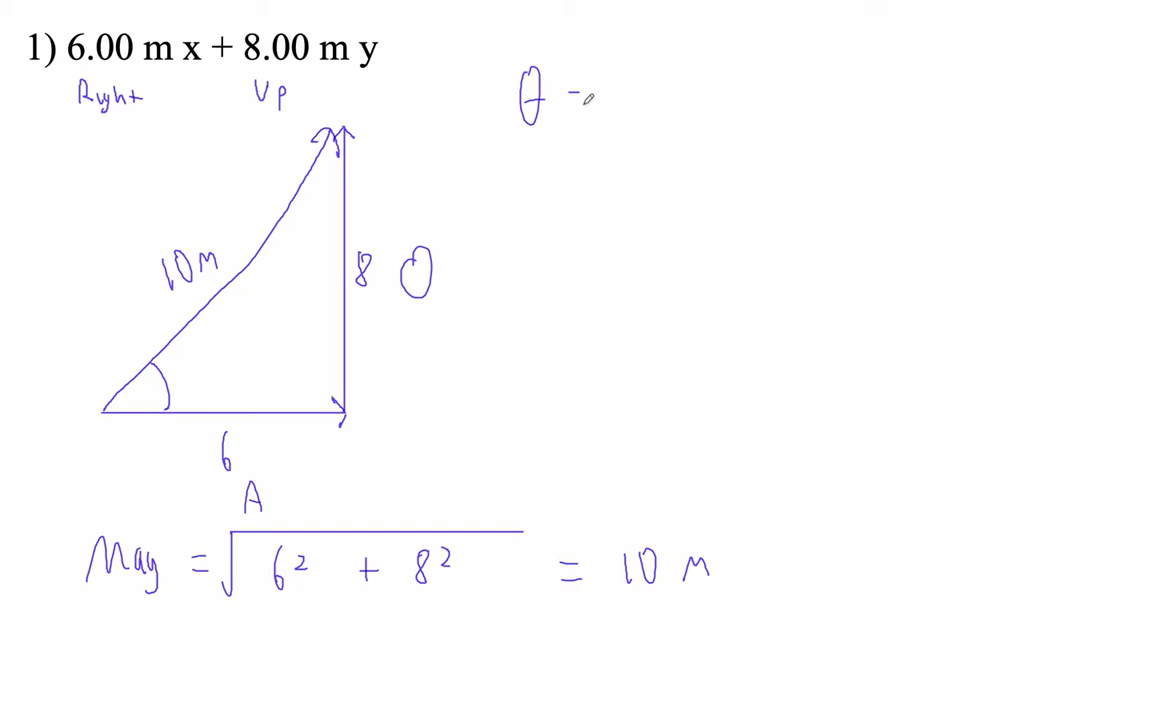 1) 6.00 m x + 8.00 m y
Right Up
θ -
10 m
8 O
6
A
Mag = √ 6² + 8² = 10 m